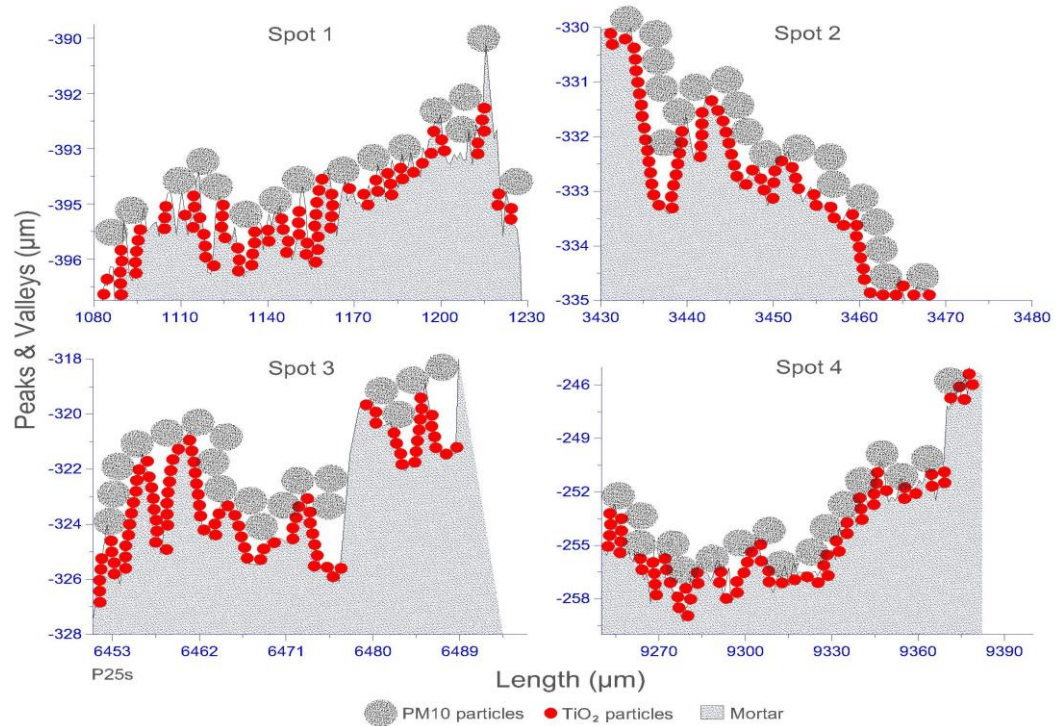 Spot 1
-390
-392
-393
-395
-396
1080 1110 1140 1170 1200 1230
Spot 2
-330
-331
-332
-333
-334
-335
3430 3440 3450 3460 3470 3480
Peaks & Valleys (µm)
Spot 3
-318
-320
-322
-324
-326
-328
6453 6462 6471 6480 6489
P25s
Spot 4
-246
-249
-252
-255
-258
9270 9300 9330 9360 9390
Length (µm)
PM10 particles TiO₂ particles Mortar